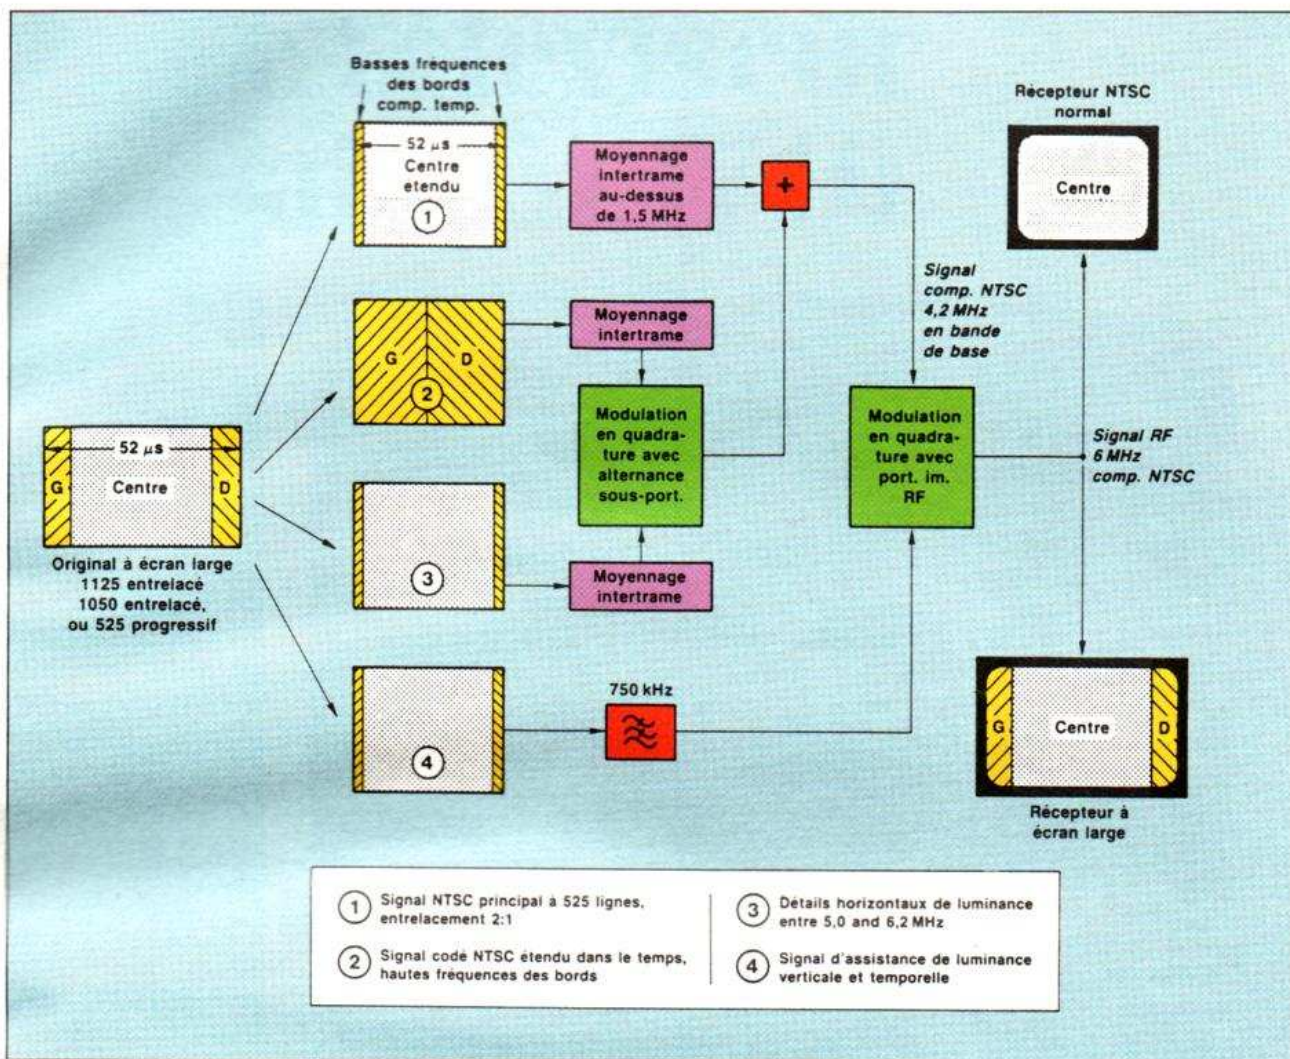 Basses fréquences
des bords
comp. temp.
52 µs
Centre
etendu
1
Moyennage
intertrame
au-dessus
de 1,5 MHz
+
Récepteur NTSC
normal
Centre
Signal
comp. NTSC
4,2 MHz
en bande
de base
G
D
2
Moyennage
intertrame
Modulation
en quadra-
ture avec
alternance
sous-port.
Modulation
en quadra-
ture avec
port. im.
RF
Signal RF
6 MHz
comp. NTSC
52 µs
G
Centre
D
Original à écran large
1125 entrelacé
1050 entrelacé,
ou 525 progressif
3
Moyennage
intertrame
4
750 kHz
G
Centre
D
Récepteur à
écran large
1 Signal NTSC principal à 525 lignes,
entrelacement 2:1
2 Signal codé NTSC étendu dans le temps,
hautes fréquences des bords
3 Détails horizontaux de luminance
entre 5,0 and 6,2 MHz
4 Signal d'assistance de luminance
verticale et temporelle